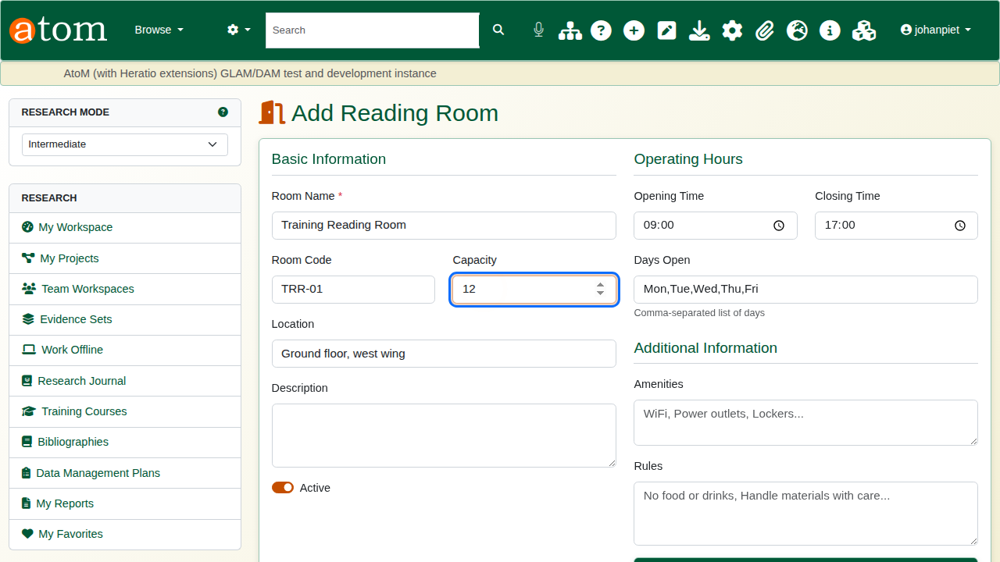 atom
Browse
Search
johanpiet
AtoM (with Heratio extensions) GLAM/DAM test and development instance
RESEARCH MODE
Intermediate
RESEARCH
My Workspace
My Projects
Team Workspaces
Evidence Sets
Work Offline
Research Journal
Training Courses
Bibliographies
Data Management Plans
My Reports
My Favorites
Add Reading Room
Basic Information
Room Name *
Training Reading Room
Room Code
Capacity
TRR-01
12
Location
Ground floor, west wing
Description
Active
Operating Hours
Opening Time
Closing Time
09:00
17:00
Days Open
Mon,Tue,Wed,Thu,Fri
Comma-separated list of days
Additional Information
Amenities
WiFi, Power outlets, Lockers...
Rules
No food or drinks, Handle materials with care...